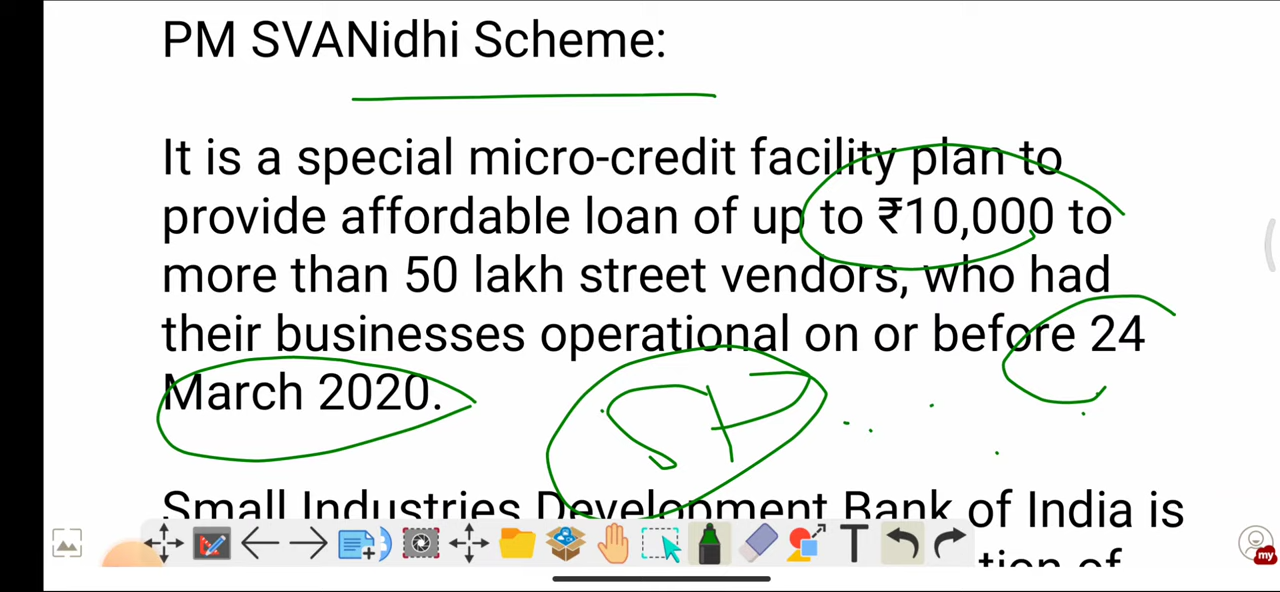 PM SVANidhi Scheme:
It is a special micro-credit facility plan to
provide affordable loan of up to ₹10,000 to
more than 50 lakh street vendors, who had
their businesses operational on or before 24
March 2020.
Small Industries Development Bank of India is
T
my